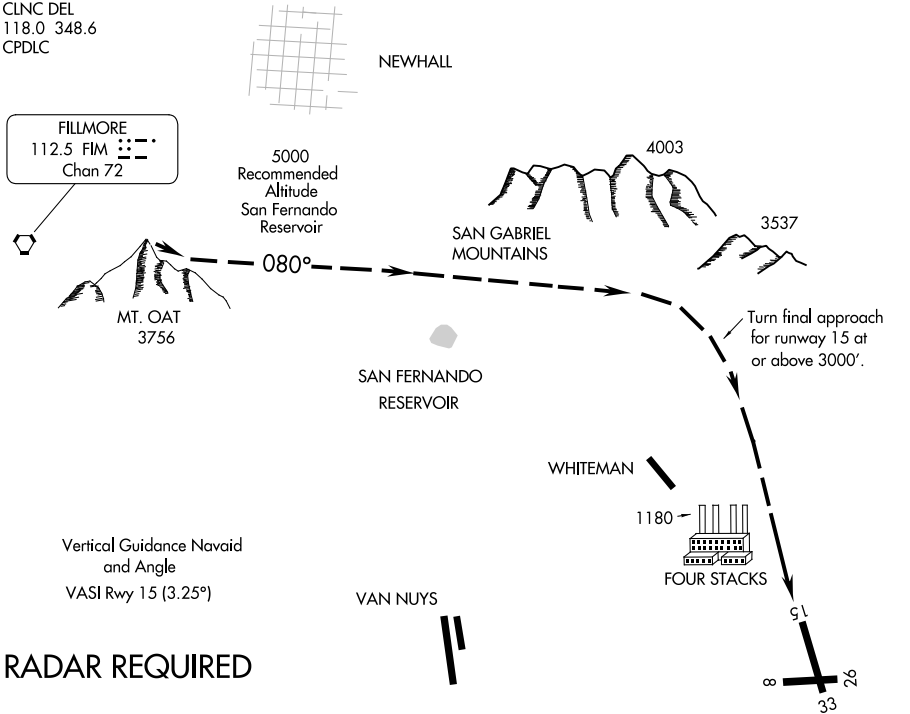 CLNC DEL
118.0 348.6
CPDLC
NEWHALL
FILLMORE
112.5 FIM
Chan 72
5000
Recommended
Altitude
San Fernando
Reservoir
4003
3537
SAN GABRIEL
MOUNTAINS
080°
MT. OAT
3756
Turn final approach
for runway 15 at
or above 3000’.
SAN FERNANDO
RESERVOIR
WHITEMAN
1180
FOUR STACKS
Vertical Guidance Navaid
and Angle
VASI Rwy 15 (3.25°)
VAN NUYS
15
RADAR REQUIRED
8
26
33